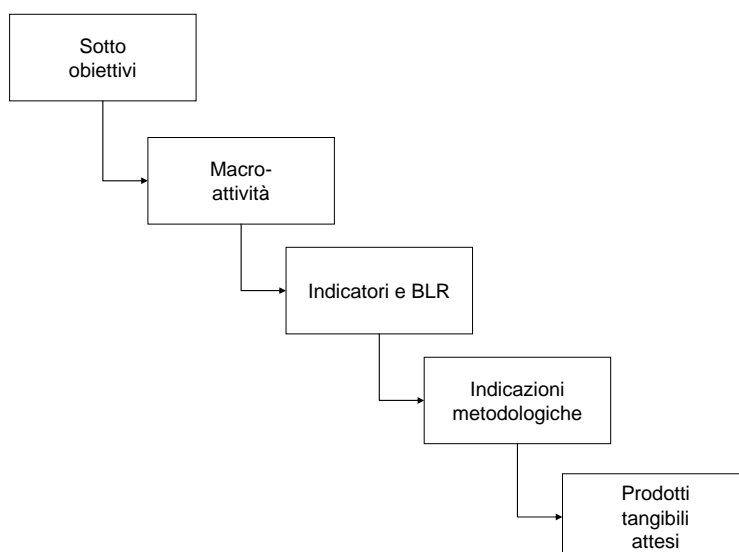 Sotto
obiettivi
Macro-
attività
Indicatori e BLR
Indicazioni
metodologiche
Prodotti
tangibili
attesi